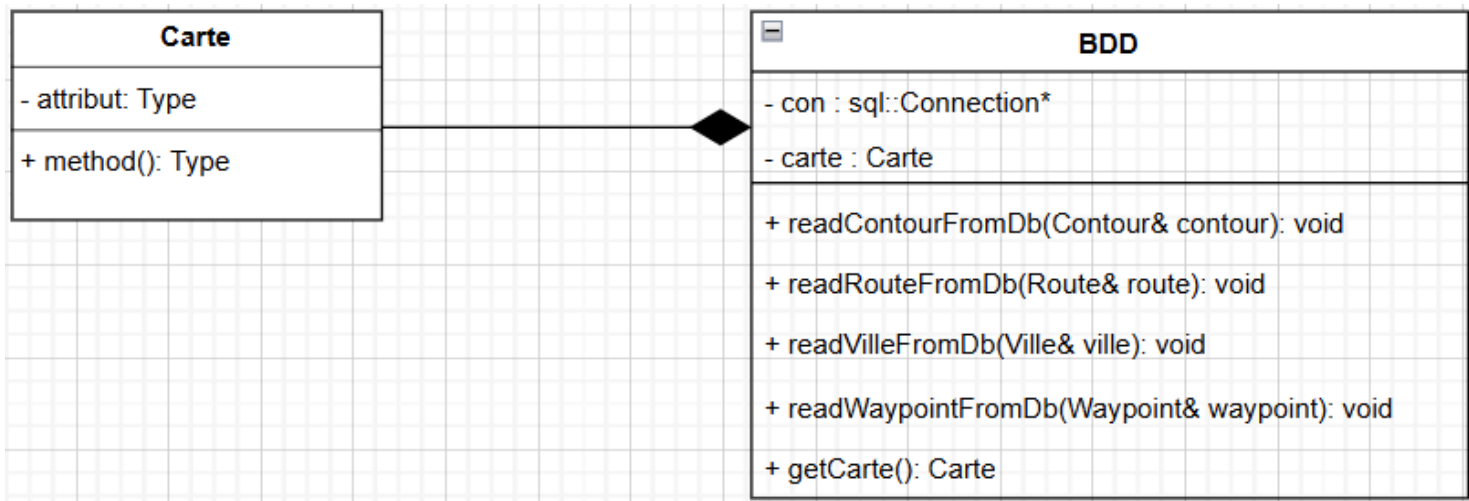 Carte
- attribut: Type
+ method(): Type
BDD
- con : sql::Connection*
- carte : Carte
+ readContourFromDb(Contour& contour): void
+ readRouteFromDb(Route& route): void
+ readVilleFromDb(Ville& ville): void
+ readWaypointFromDb(Waypoint& waypoint): void
+ getCarte(): Carte